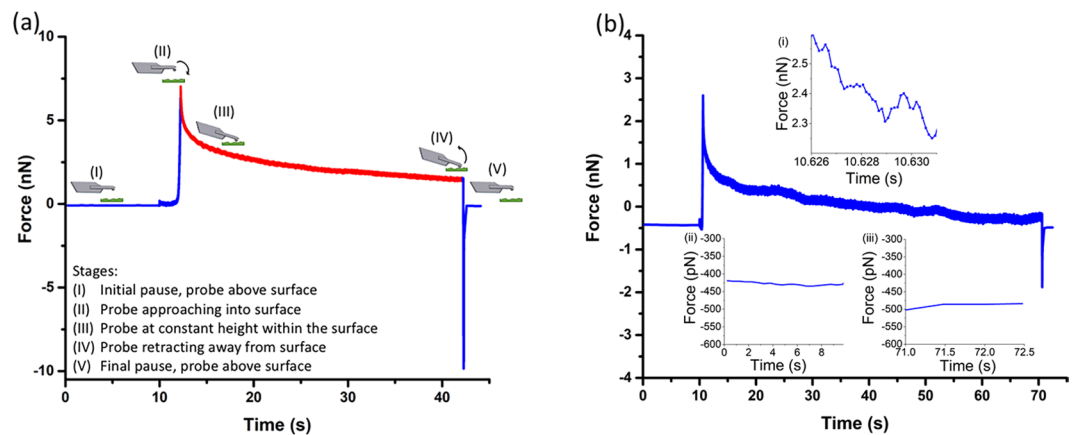 (a)
10
5
0
-5
-10
Force (nN)
(I)
(II)
(III)
(IV)
(V)
Stages:
(I) Initial pause, probe above surface
(II) Probe approaching into surface
(III) Probe at constant height within the surface
(IV) Probe retracting away from surface
(V) Final pause, probe above surface
0 10 20 30 40
Time (s)
(b)
4
3
2
1
0
-1
-2
-3
-4
Force (nN)
(i)
2.5
2.4
2.3
Force (nN)
10.626 10.628 10.630
Time (s)
(ii)
-300
-350
-400
-450
-500
-550
-600
Force (pN)
0 2 4 6 8
Time (s)
(iii)
-300
-350
-400
-450
-500
-550
-600
Force (pN)
71.0 71.5 72.0 72.5
Time (s)
0 10 20 30 40 50 60 70
Time (s)